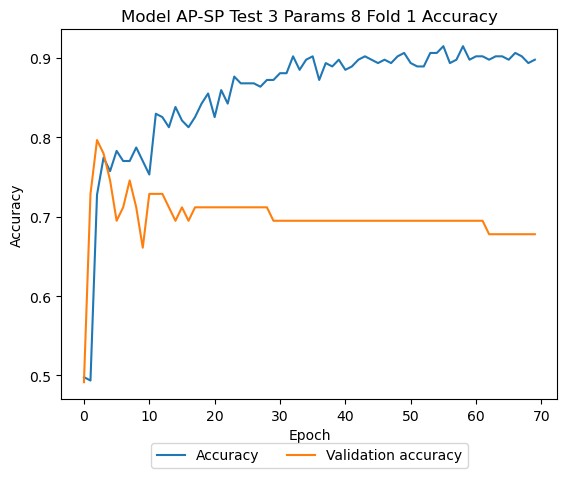 Model AP-SP Test 3 Params 8 Fold 1 Accuracy
Accuracy
0.9
0.8
0.7
0.6
0.5
0 10 20 30 40 50 60 70
Epoch
Accuracy Validation accuracy